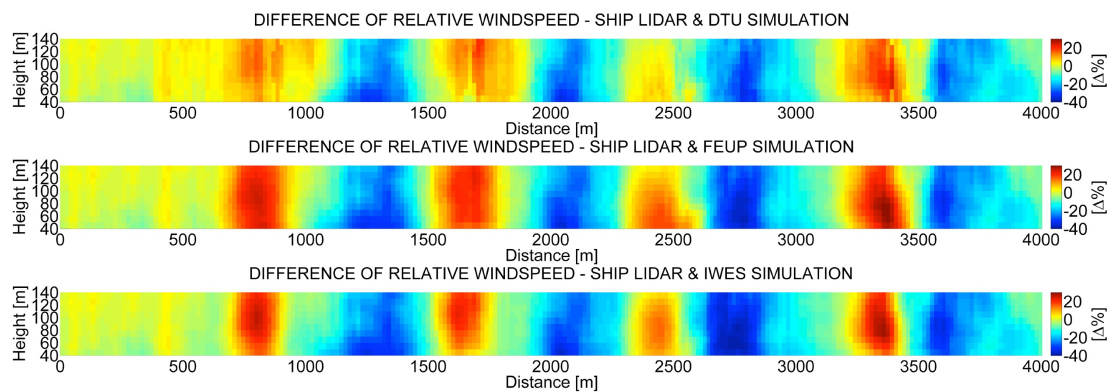 DIFFERENCE OF RELATIVE WINDSPEED - SHIP LIDAR & DTU SIMULATION
Height [m]
140
120
100
80
60
40
0 500 1000 1500 2000 2500 3000 3500 4000
Distance [m]
20
0
-20
-40
[Δ%]
DIFFERENCE OF RELATIVE WINDSPEED - SHIP LIDAR & FEUP SIMULATION
Height [m]
140
120
100
80
60
40
0 500 1000 1500 2000 2500 3000 3500 4000
Distance [m]
20
0
-20
-40
[Δ%]
DIFFERENCE OF RELATIVE WINDSPEED - SHIP LIDAR & IWES SIMULATION
Height [m]
140
120
100
80
60
40
0 500 1000 1500 2000 2500 3000 3500 4000
Distance [m]
20
0
-20
-40
[Δ%]